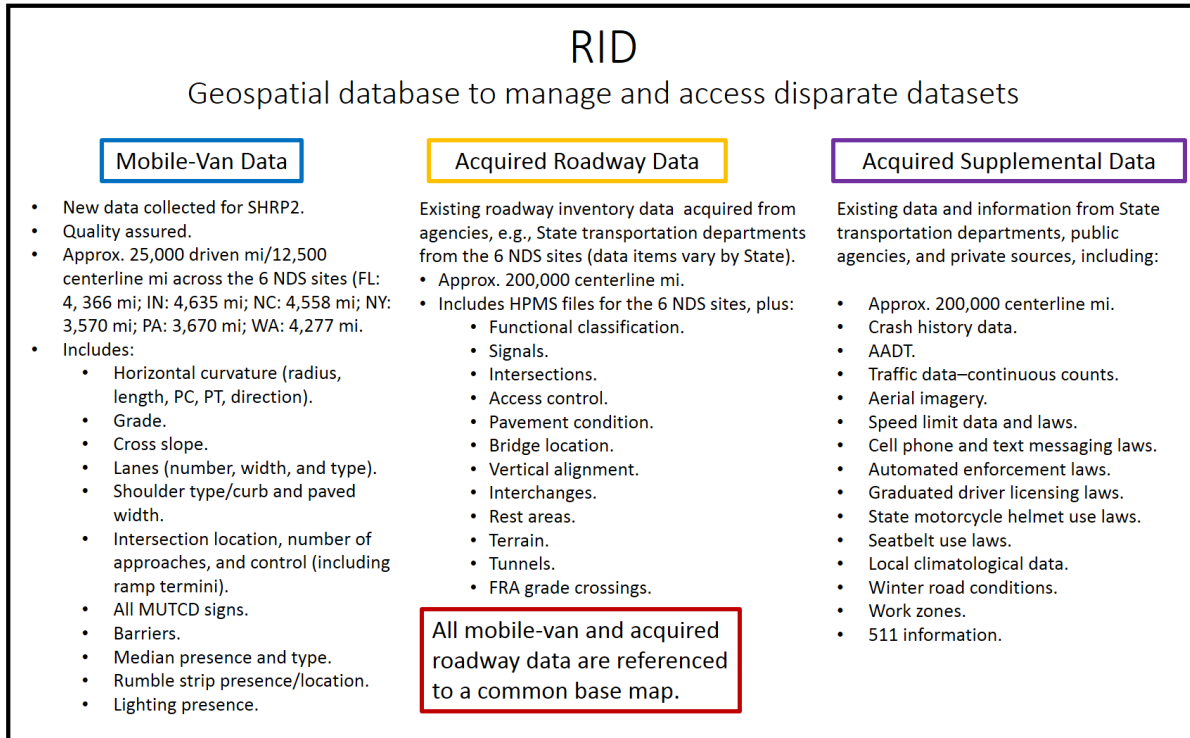 RID
Geospatial database to manage and access disparate datasets
Mobile-Van Data
• New data collected for SHRP2.
• Quality assured.
• Approx. 25,000 driven mi/12,500
centerline mi across the 6 NDS sites (FL:
4, 366 mi; IN: 4,635 mi; NC: 4,558 mi; NY:
3,570 mi; PA: 3,670 mi; WA: 4,277 mi.
• Includes:
• Horizontal curvature (radius,
length, PC, PT, direction).
• Grade.
• Cross slope.
• Lanes (number, width, and type).
• Shoulder type/curb and paved
width.
• Intersection location, number of
approaches, and control (including
ramp termini).
• All MUTCD signs.
• Barriers.
• Median presence and type.
• Rumble strip presence/location.
• Lighting presence.
Acquired Roadway Data
Existing roadway inventory data acquired from
agencies, e.g., State transportation departments
from the 6 NDS sites (data items vary by State).
• Approx. 200,000 centerline mi.
• Includes HPMS files for the 6 NDS sites, plus:
• Functional classification.
• Signals.
• Intersections.
• Access control.
• Pavement condition.
• Bridge location.
• Vertical alignment.
• Interchanges.
• Rest areas.
• Terrain.
• Tunnels.
• FRA grade crossings.
All mobile-van and acquired
roadway data are referenced
to a common base map.
Acquired Supplemental Data
Existing data and information from State
transportation departments, public
agencies, and private sources, including:
• Approx. 200,000 centerline mi.
• Crash history data.
• AADT.
• Traffic data–continuous counts.
• Aerial imagery.
• Speed limit data and laws.
• Cell phone and text messaging laws.
• Automated enforcement laws.
• Graduated driver licensing laws.
• State motorcycle helmet use laws.
• Seatbelt use laws.
• Local climatological data.
• Winter road conditions.
• Work zones.
• 511 information.